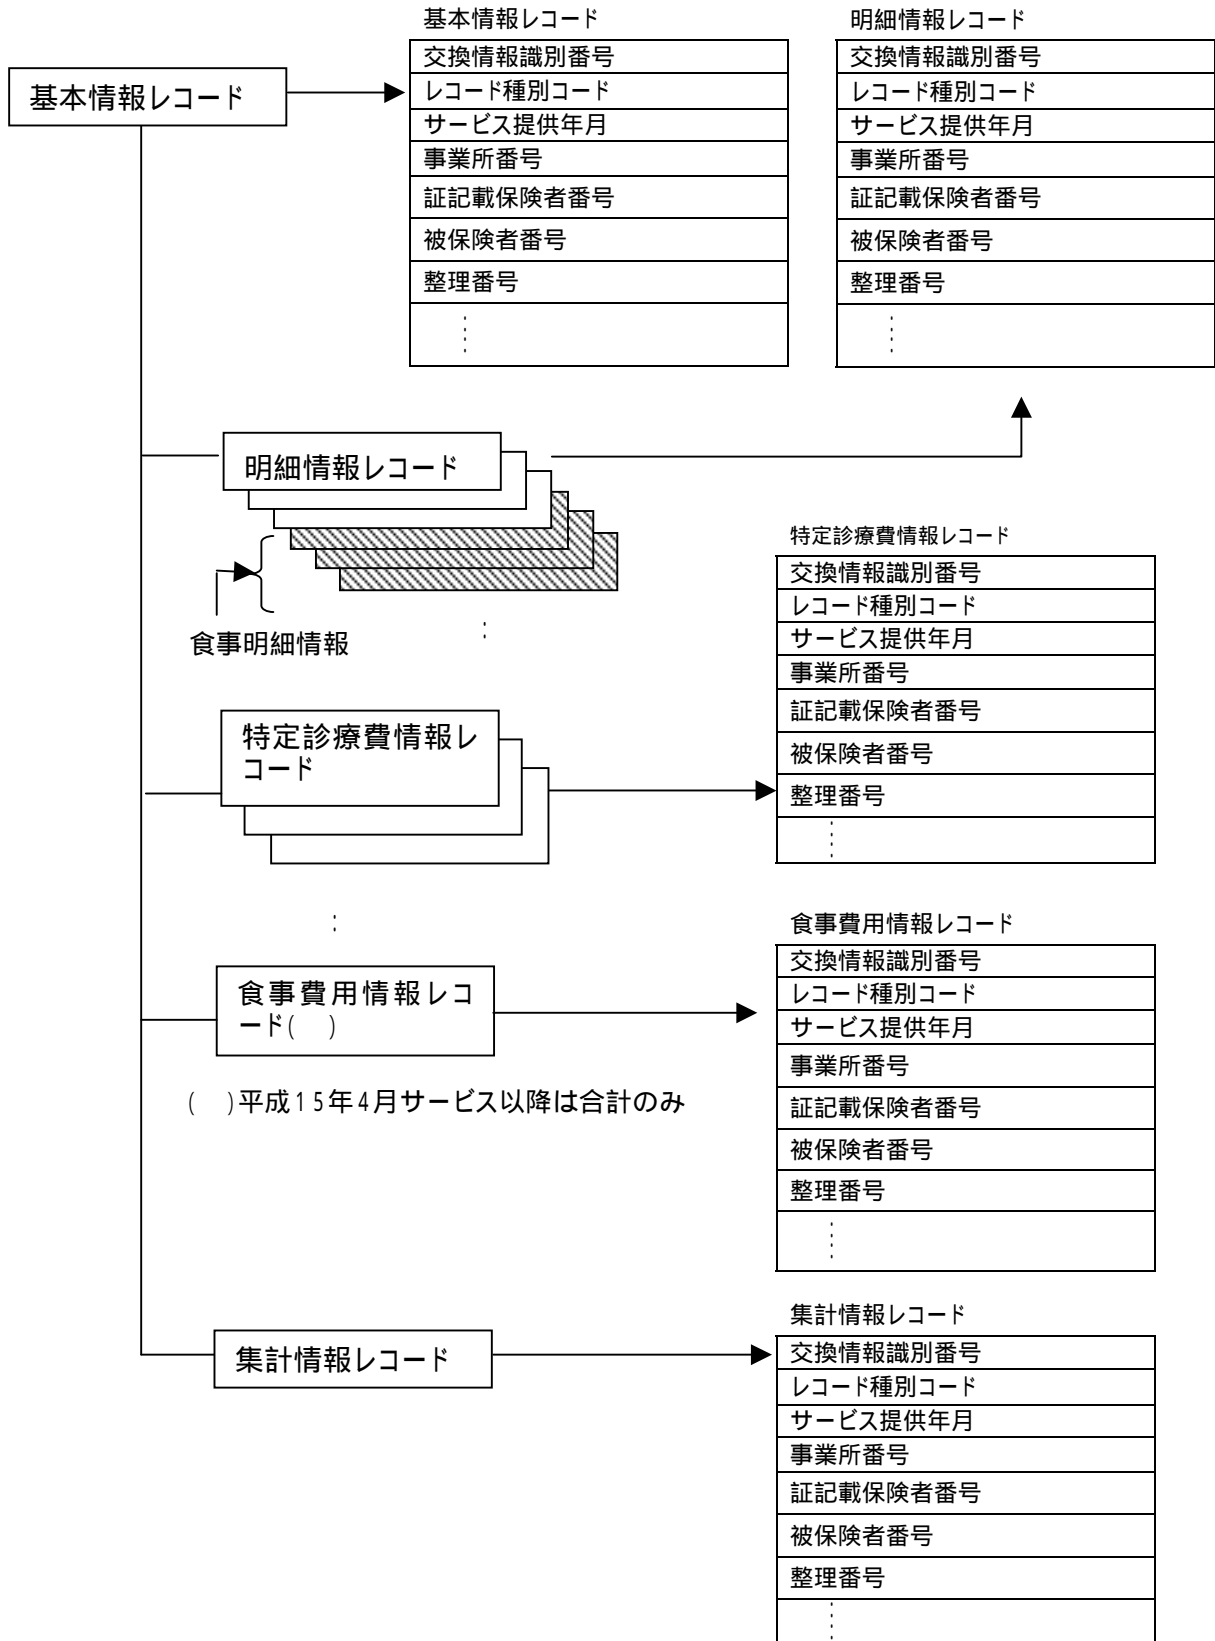 基本情報レコード
基本情報レコード
交換情報識別番号
レコード種別コード
サービス提供年月
事業所番号
証記載保険者番号
被保険者番号
整理番号
明細情報レコード
交換情報識別番号
レコード種別コード
サービス提供年月
事業所番号
証記載保険者番号
被保険者番号
整理番号
明細情報レコード
食事明細情報
特定診療費情報レ
コード
特定診療費情報レコード
交換情報識別番号
レコード種別コード
サービス提供年月
事業所番号
証記載保険者番号
被保険者番号
整理番号
食事費用情報レコ
ード(　)
(　)平成15年4月サービス以降は合計のみ
食事費用情報レコード
交換情報識別番号
レコード種別コード
サービス提供年月
事業所番号
証記載保険者番号
被保険者番号
整理番号
集計情報レコード
集計情報レコード
交換情報識別番号
レコード種別コード
サービス提供年月
事業所番号
証記載保険者番号
被保険者番号
整理番号